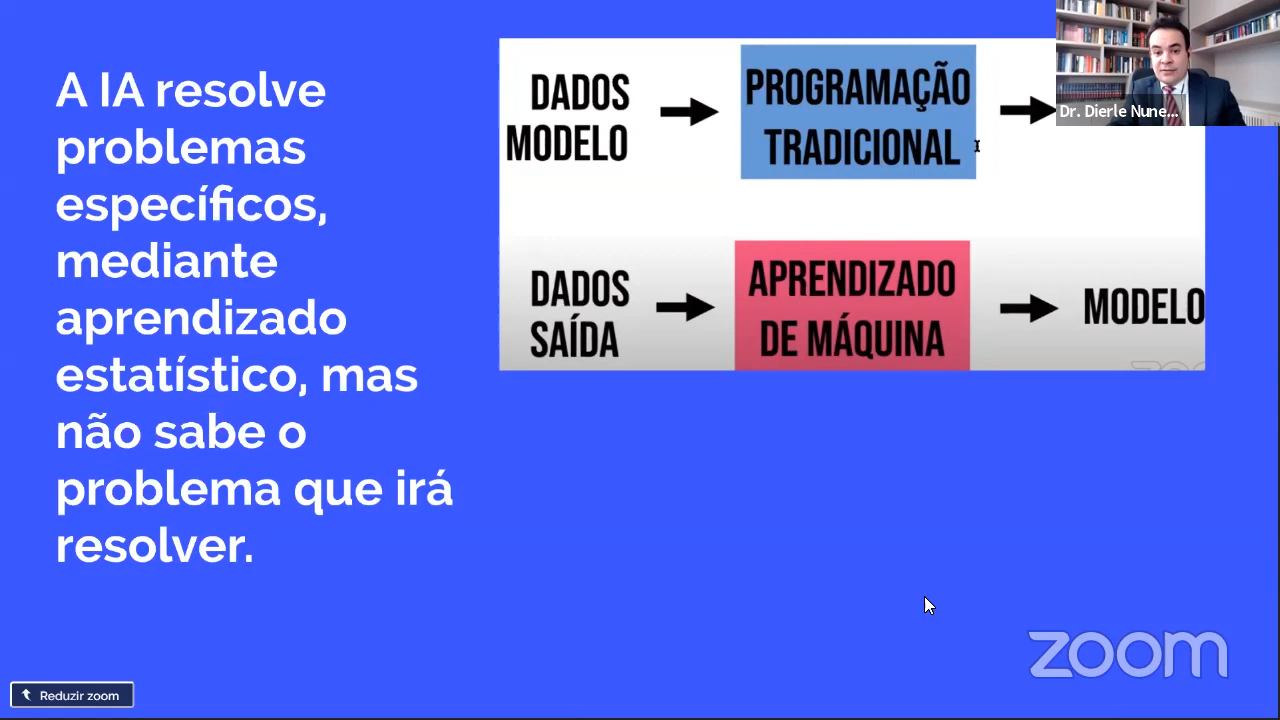 A IA resolve
problemas
específicos,
mediante
aprendizado
estatístico, mas
não sabe o
problema que irá
resolver.
DADOS
MODELO
PROGRAMAÇÃO
TRADICIONAL
Dr. Dierle Nune...
DADOS
SAÍDA
APRENDIZADO
DE MÁQUINA
MODELO
zoom
Reduzir zoom